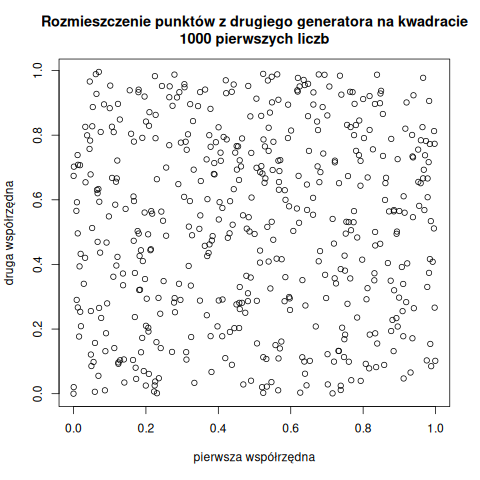 Rozmieszczenie punktów z drugiego generatora na kwadracie
1000 pierwszych liczb
1.0
0.8
0.6
0.4
0.2
0.0
druga współrzędna
0.0 0.2 0.4 0.6 0.8 1.0
pierwsza współrzędna